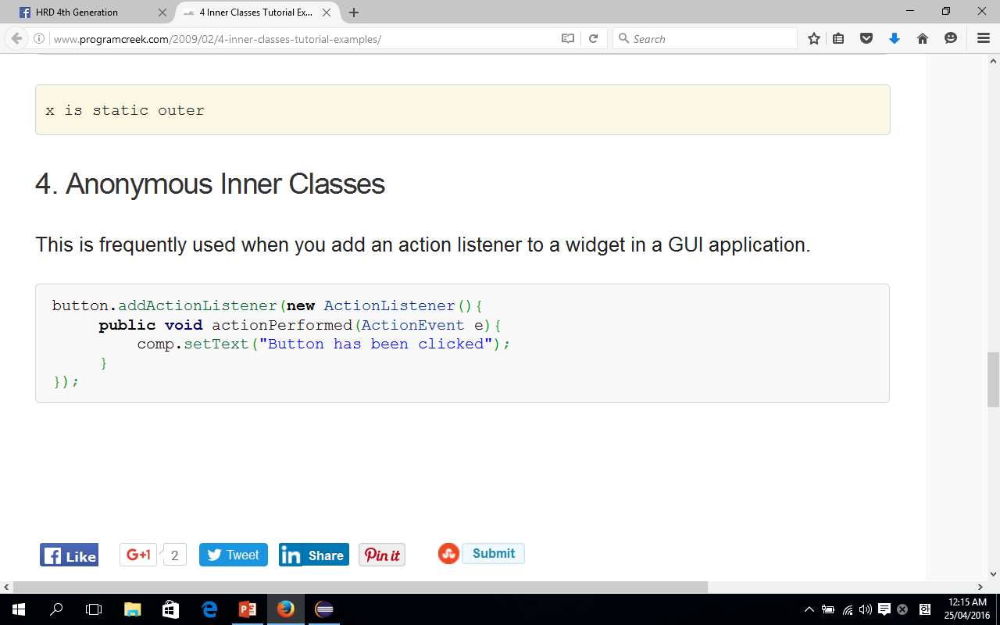 HRD 4th Generation
4 Inner Classes Tutorial Ex...
www.programcreek.com/2009/02/4-inner-classes-tutorial-examples/
Search
x is static outer
4. Anonymous Inner Classes
This is frequently used when you add an action listener to a widget in a GUI application.
button.addActionListener(new ActionListener(){
public void actionPerformed(ActionEvent e){
comp.setText("Button has been clicked");
}
});
Like
G+1
2
Tweet
in Share
Pin it
Submit
12:15 AM
25/04/2016